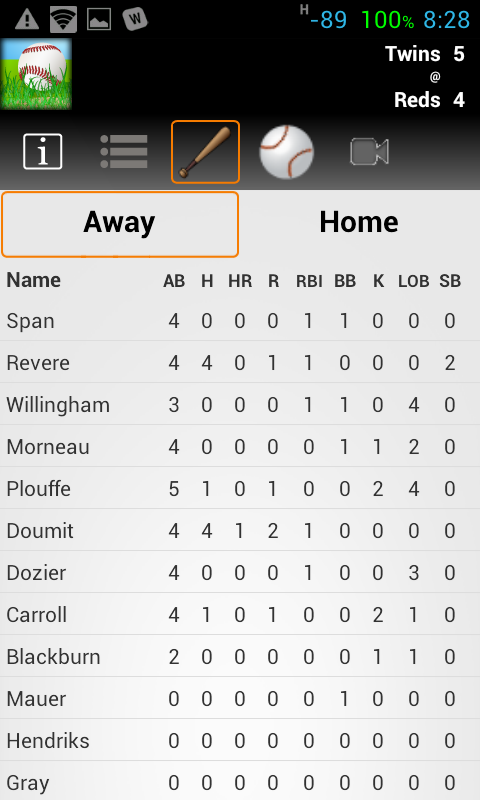 W H -89 100% 8:28
Twins 5
@
Reds 4
i
Away Home
Name AB H HR R RBI BB K LOB SB
Span 4 0 0 0 1 1 0 0 0
Revere 4 4 0 1 1 0 0 0 2
Willingham 3 0 0 0 1 1 0 4 0
Morneau 4 0 0 0 0 1 1 2 0
Plouffe 5 1 0 1 0 0 2 4 0
Doumit 4 4 1 2 1 0 0 0 0
Dozier 4 0 0 0 1 0 0 3 0
Carroll 4 1 0 1 0 0 2 1 0
Blackburn 2 0 0 0 0 0 1 1 0
Mauer 0 0 0 0 0 1 0 0 0
Hendriks 0 0 0 0 0 0 0 0 0
Gray 0 0 0 0 0 0 0 0 0